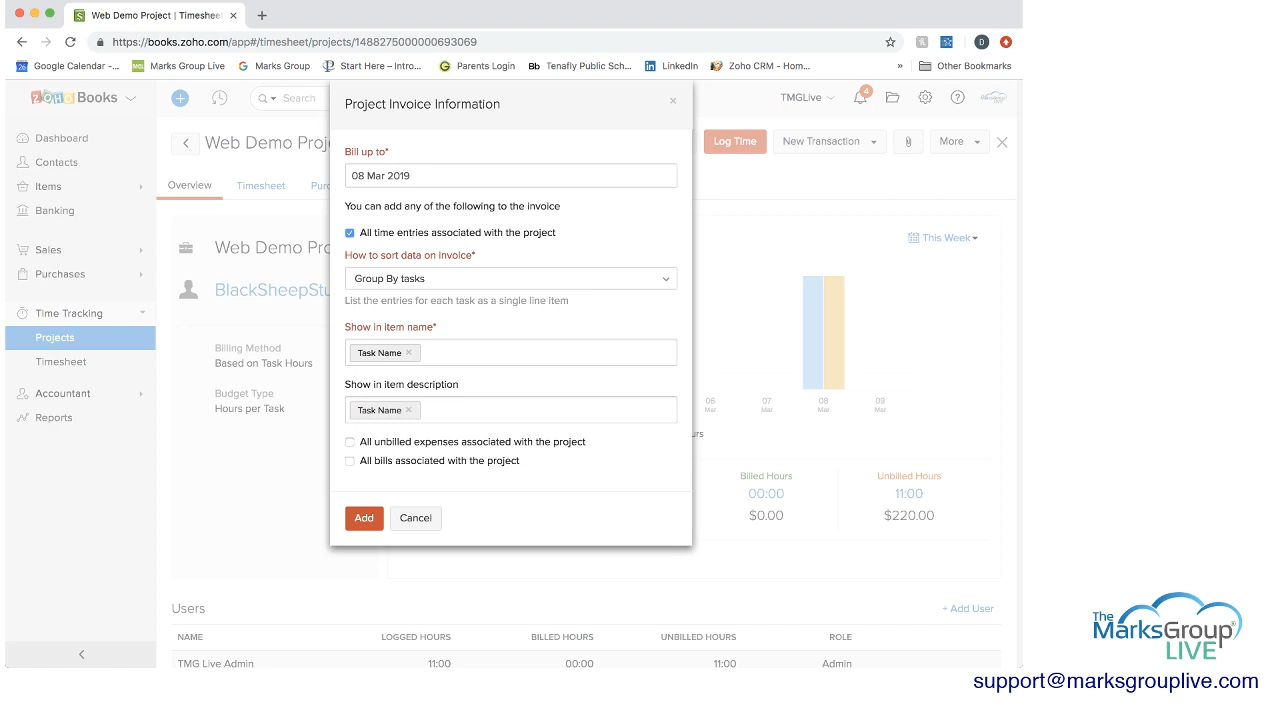 Web Demo Project | Timeshee
https://books.zoho.com/app#/timesheet/projects/1488275000000693069
D
Google Calendar -...
Marks Group Live
Marks Group
Start Here – Intro...
Parents Login
Bb Tenafly Public Sch...
LinkedIn
Zoho CRM - Hom...
»
Other Bookmarks
ZOHO Books
Search
TMGLive
4
Dashboard
Contacts
Items
Banking
Sales
Purchases
Time Tracking
Projects
Timesheet
Accountant
Reports
Web Demo Proj
Log Time
New Transaction
More
Overview
Timesheet
Pur
Web Demo Pro
BlackSheepStu
Billing Method
Based on Task Hours
Budget Type
Hours per Task
Project Invoice Information
Bill up to*
08 Mar 2019
You can add any of the following to the invoice
All time entries associated with the project
How to sort data on invoice*
Group By tasks
List the entries for each task as a single line item
Show in item name*
Task Name
Show in item description
Task Name
All unbilled expenses associated with the project
All bills associated with the project
Add
Cancel
This Week
06 07 08 09
Mar Mar Mar Mar
urs
Billed Hours
00:00
$0.00
Unbilled Hours
11:00
$220.00
Users
+ Add User
NAME LOGGED HOURS BILLED HOURS UNBILLED HOURS ROLE
TMG Live Admin 11:00 00:00 11:00 Admin
The
MarksGroup®
LIVE
support@marksgrouplive.com